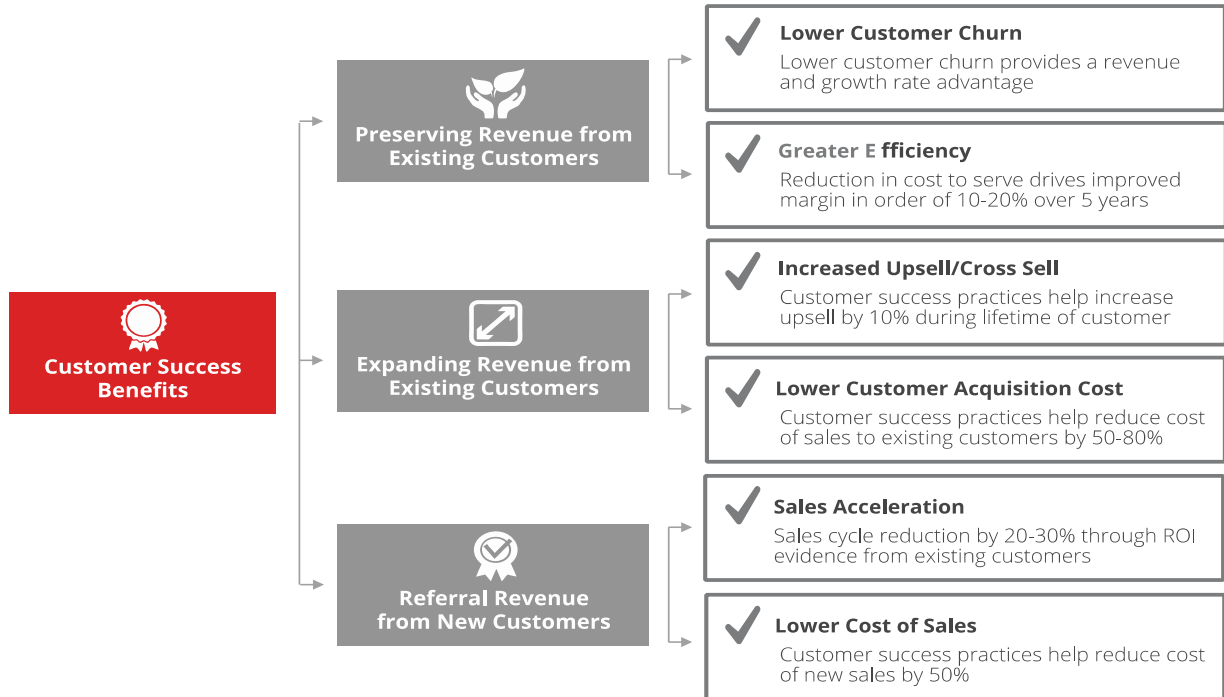 Customer Success
Benefits
Preserving Revenue from
Existing Customers
Lower Customer Churn
Lower customer churn provides a revenue
and growth rate advantage
Greater E fficiency
Reduction in cost to serve drives improved
margin in order of 10-20% over 5 years
Expanding Revenue from
Existing Customers
Increased Upsell/Cross Sell
Customer success practices help increase
upsell by 10% during lifetime of customer
Lower Customer Acquisition Cost
Customer success practices help reduce cost
of sales to existing customers by 50-80%
Referral Revenue
from New Customers
Sales Acceleration
Sales cycle reduction by 20-30% through ROI
evidence from existing customers
Lower Cost of Sales
Customer success practices help reduce cost
of new sales by 50%